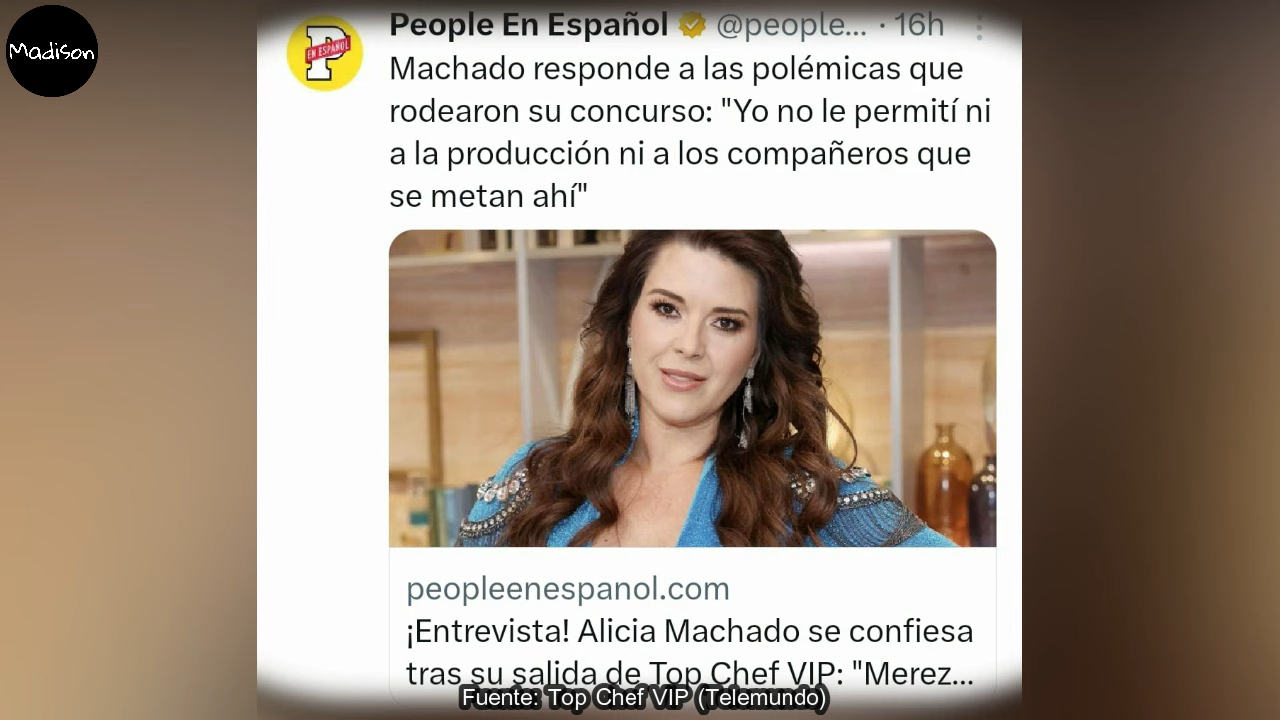 Madison
P
EN ESPAÑOL
People En Español @people... · 16h
Machado responde a las polémicas que
rodearon su concurso: "Yo no le permití ni
a la producción ni a los compañeros que
se metan ahí"
peopleenespanol.com
¡Entrevista! Alicia Machado se confiesa
tras su salida de Top Chef VIP: "Merez...
Fuente: Top Chef VIP (Telemundo)